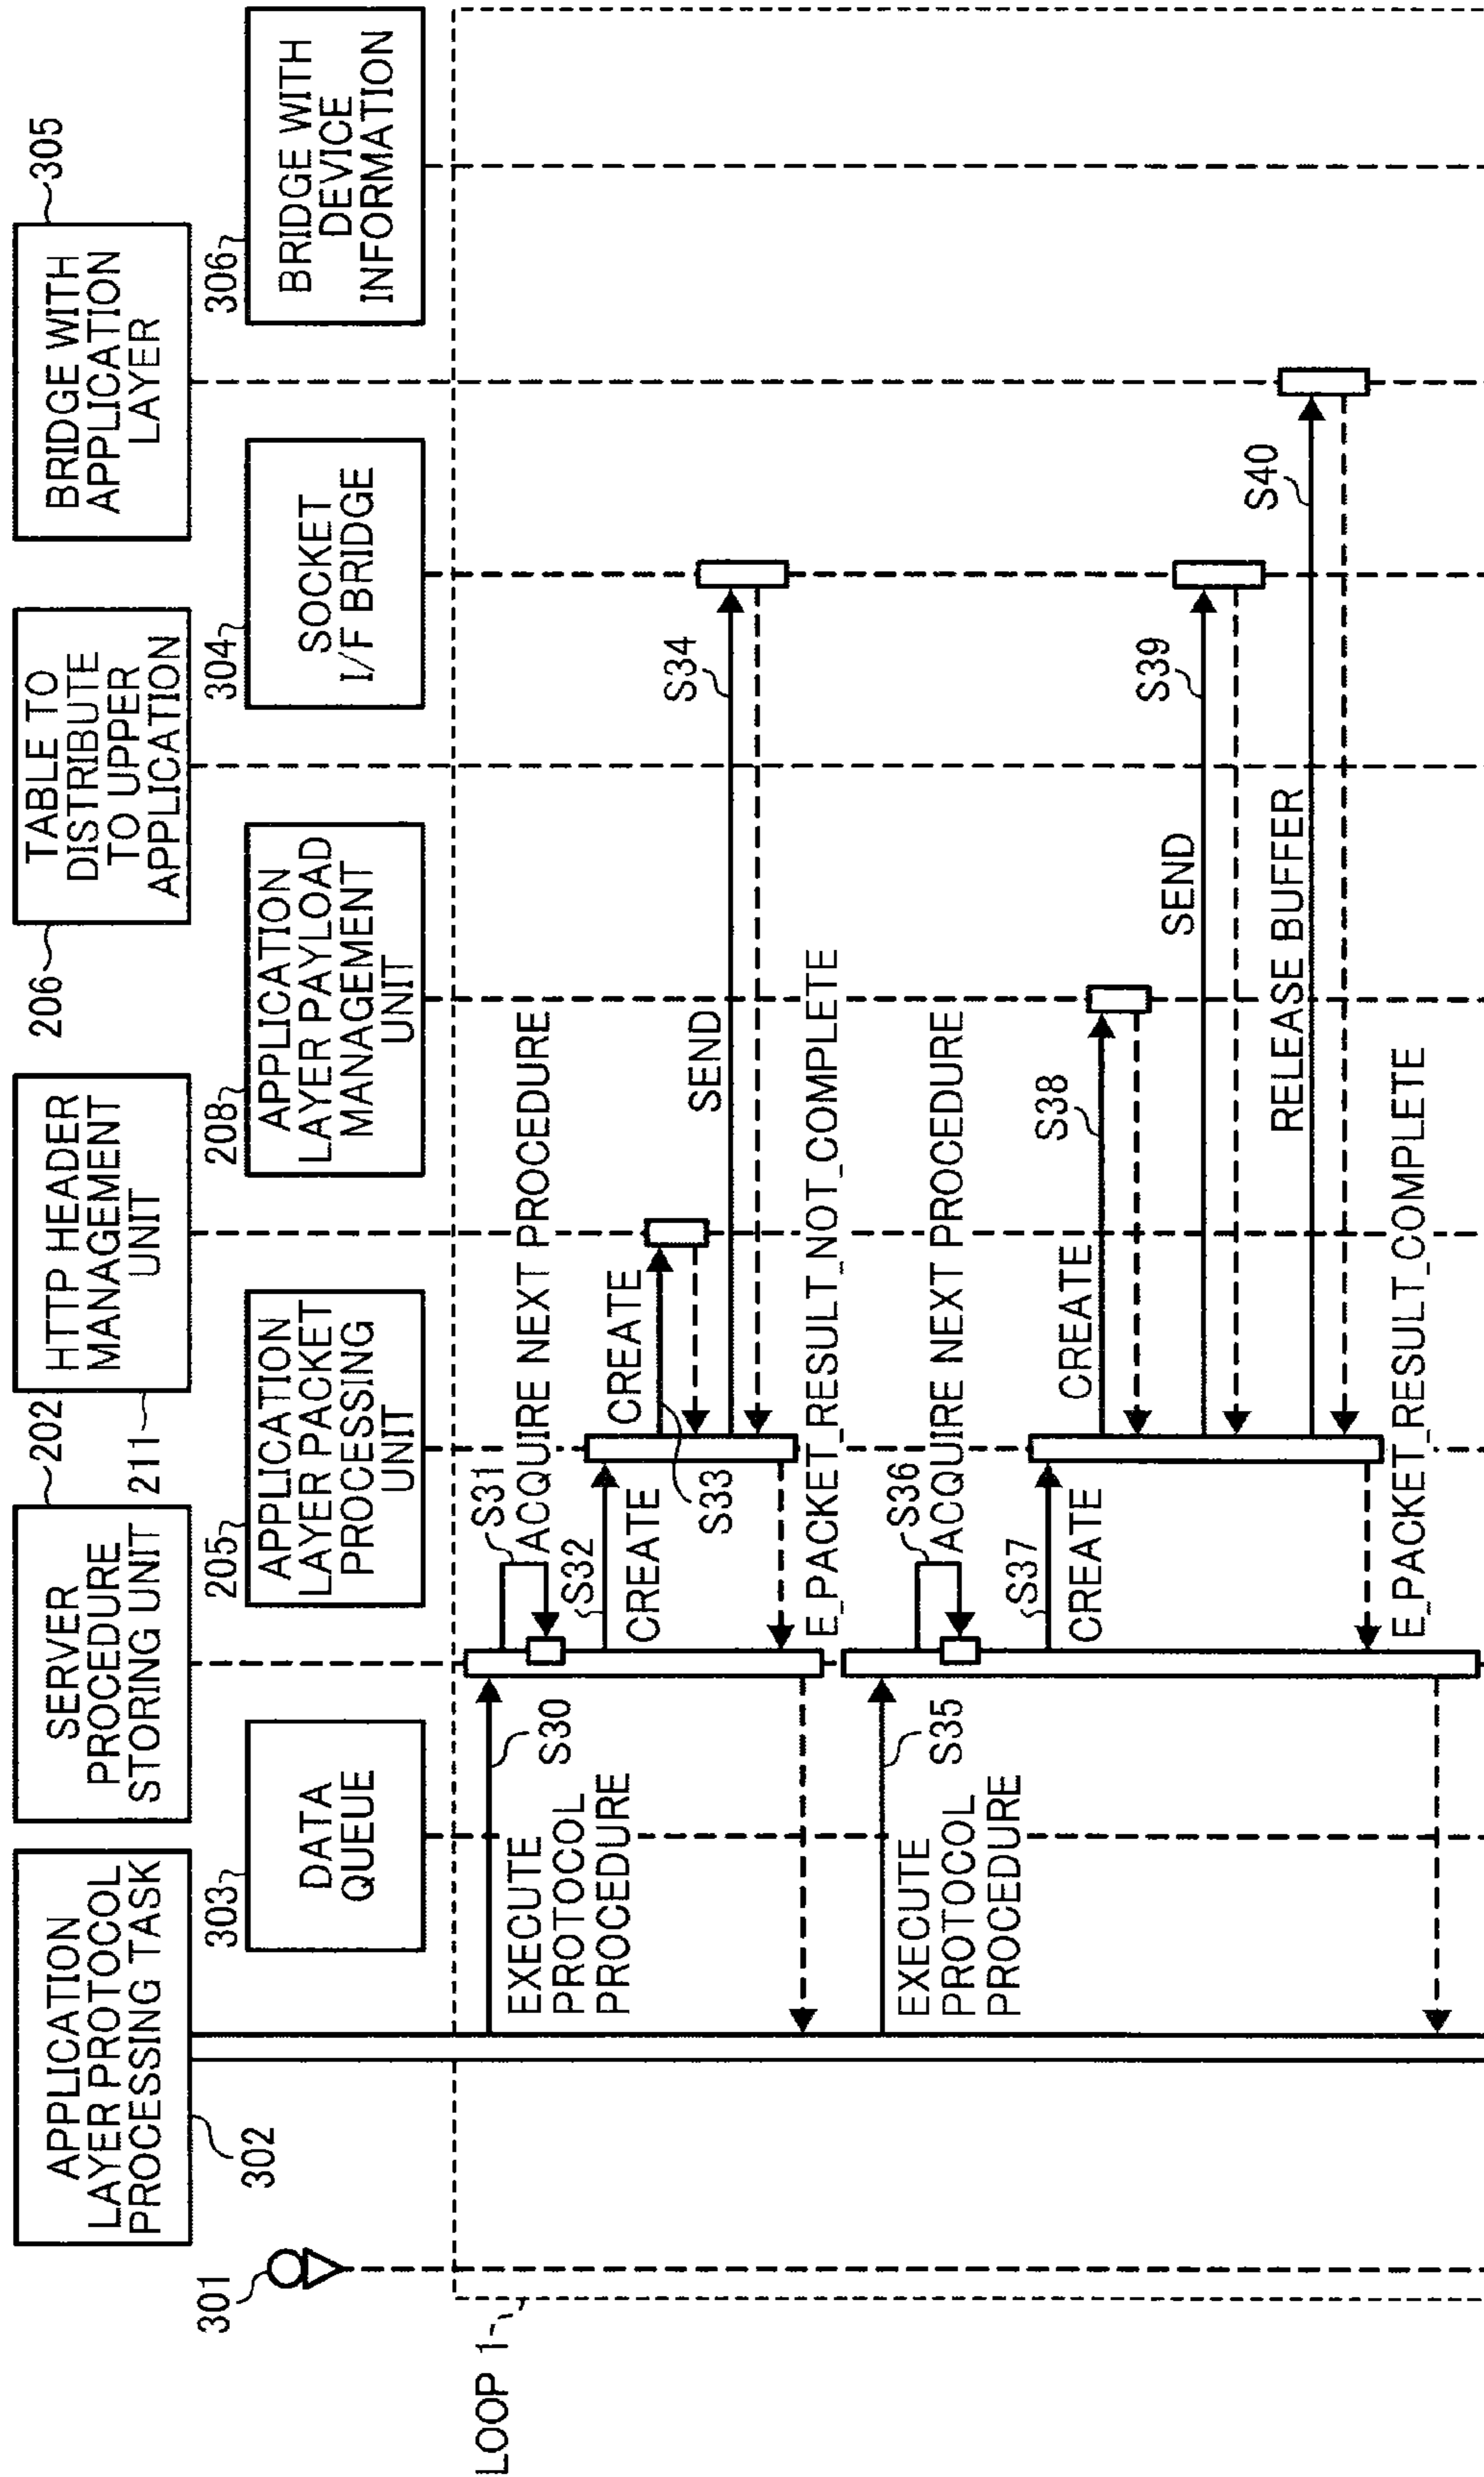 301
APPLICATION
LAYER PROTOCOL
PROCESSING TASK
302
SERVER
PROCEDURE
STORING UNIT
202
HTTP HEADER
MANAGEMENT
UNIT
211
TABLE TO
DISTRIBUTE
TO UPPER
APPLICATION
206
BRIDGE WITH
APPLICATION
LAYER
305
303
DATA
QUEUE
205
APPLICATION
LAYER PACKET
PROCESSING
UNIT
208
APPLICATION
LAYER PAYLOAD
MANAGEMENT
UNIT
304
SOCKET
I/F BRIDGE
306
BRIDGE WITH
DEVICE
INFORMATION
LOOP 1
EXECUTE
PROTOCOL
PROCEDURE
S30
S31
ACQUIRE NEXT PROCEDURE
S32
CREATE
CREATE
S33
SEND
S34
E_PACKET_RESULT_NOT_COMPLETE
EXECUTE
PROTOCOL
PROCEDURE
S35
S36
ACQUIRE NEXT PROCEDURE
S37
CREATE
CREATE
S38
SEND
S39
RELEASE BUFFER
S40
E_PACKET_RESULT_COMPLETE